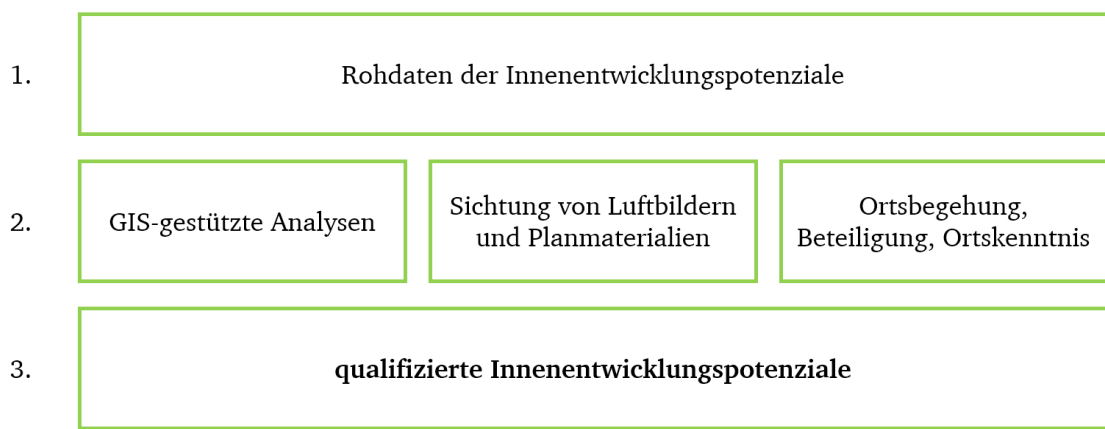 1.
Rohdaten der Innenentwicklungspotenziale
2.
GIS-gestützte Analysen
Sichtung von Luftbildern
und Planmaterialien
Ortsbegehung,
Beteiligung, Ortskenntnis
3.
qualifizierte Innenentwicklungspotenziale